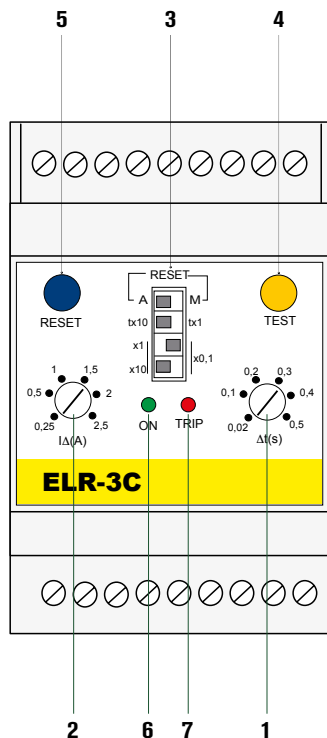 5 3 4
RESET
A M
RESET TEST
tx10 tx1
x1
x0,1
x10
1 1,5
0,5 2
0,25 2,5
I∆(A)
ON TRIP
0,2 0,3
0,1 0,4
0,02 0,5
∆t(s)
ELR-3C
2 6 7 1